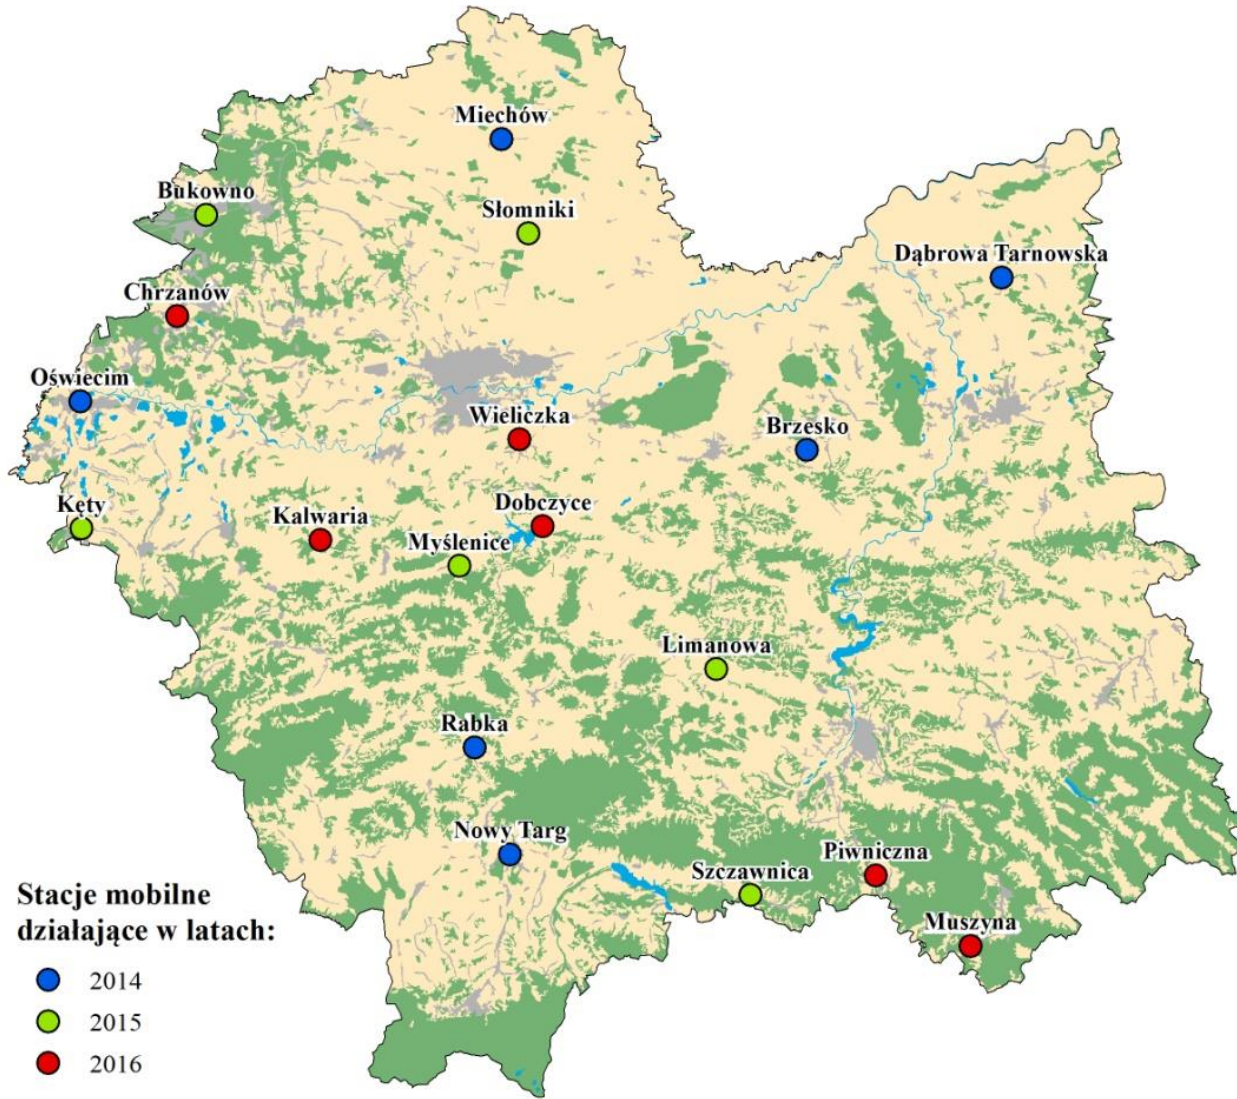 Miechów
Bukowno
Słomniki
Dąbrowa Tarnowska
Chrzanów
Oświecim
Wieliczka
Brzesko
Kęty
Kalwaria
Dobczyce
Myślenice
Limanowa
Rabka
Nowy Targ
Szczawnica
Piwniczna
Muszyna
Stacje mobilne
działające w latach:
2014
2015
2016